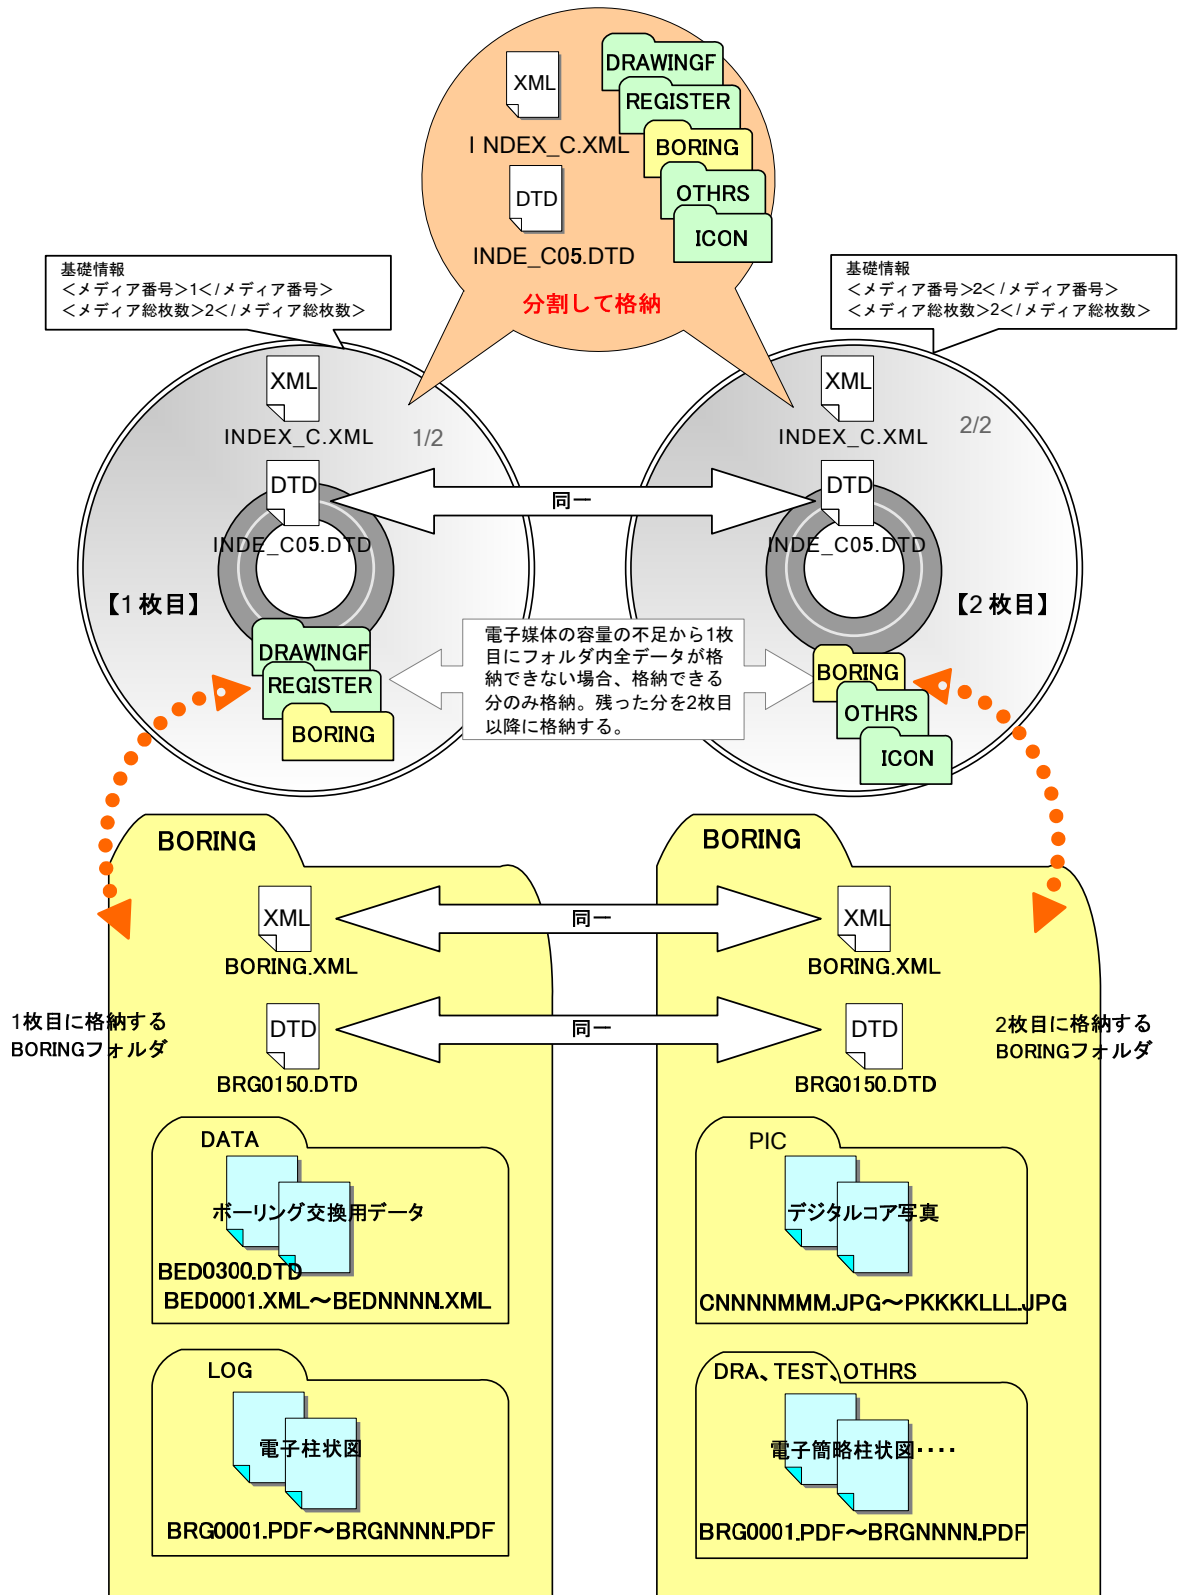 XML
I NDEX_C.XML
DTD
INDE_C05.DTD
DRAWINGF
REGISTER
BORING
OTHRS
ICON
分割して格納
基礎情報
<メディア番号>1</メディア番号>
<メディア総枚数>2</メディア総枚数>
基礎情報
<メディア番号>2</メディア番号>
<メディア総枚数>2</メディア総枚数>
XML
INDEX_C.XML
1/2
DTD
INDE_C05.DTD
【1枚目】
DRAWINGF
REGISTER
BORING
同一
XML
INDEX_C.XML
2/2
DTD
INDE_C05.DTD
【2枚目】
BORING
OTHRS
ICON
電子媒体の容量の不足から1枚
目にフォルダ内全データが格
納できない場合、格納できる
分のみ格納。残った分を2枚目
以降に格納する。
BORING
XML
BORING.XML
DTD
BRG0150.DTD
1枚目に格納する
BORINGフォルダ
同一
同一
BORING
XML
BORING.XML
DTD
BRG0150.DTD
2枚目に格納する
BORINGフォルダ
DATA
ボーリング交換用データ
BED0300.DTD
BED0001.XML～BEDNNNN.XML
PIC
デジタルコア写真
CNNNNMMM.JPG～PKKKKLLL.JPG
LOG
電子柱状図
BRG0001.PDF～BRGNNNN.PDF
DRA、TEST、OTHRS
電子簡略柱状図････
BRG0001.PDF～BRGNNNN.PDF